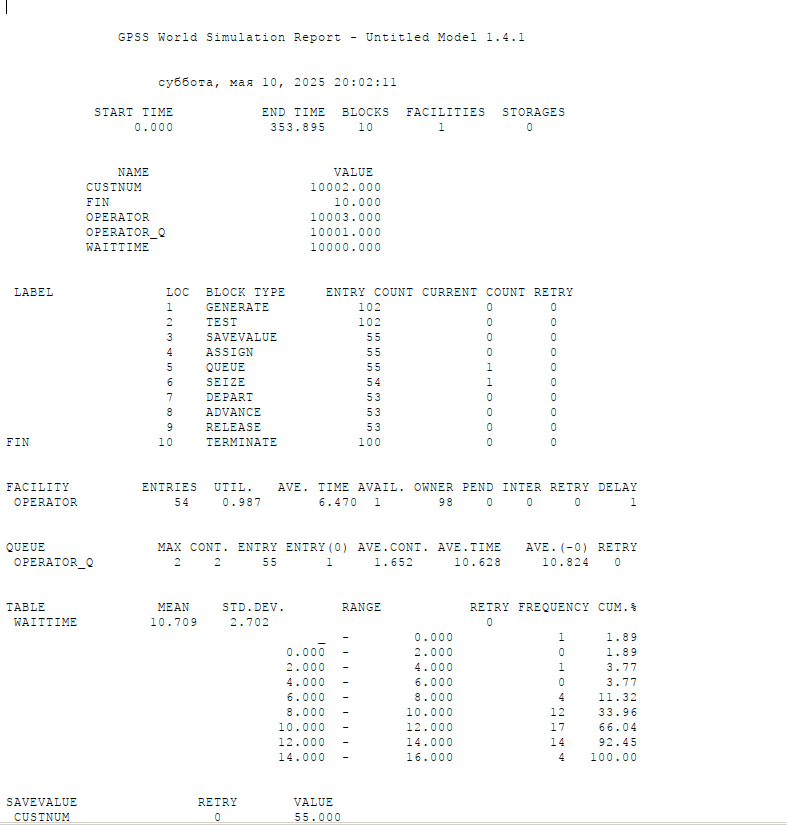 GPSS World Simulation Report - Untitled Model 1.4.1
суббота, мая 10, 2025 20:02:11
START TIME END TIME BLOCKS FACILITIES STORAGES
0.000 353.895 10 1 0
NAME VALUE
CUSTNUM 10002.000
FIN 10.000
OPERATOR 10003.000
OPERATOR_Q 10001.000
WAITTIME 10000.000
LABEL LOC BLOCK TYPE ENTRY COUNT CURRENT COUNT RETRY
1 GENERATE 102 0 0
2 TEST 102 0 0
3 SAVEVALUE 55 0 0
4 ASSIGN 55 0 0
5 QUEUE 55 1 0
6 SEIZE 54 1 0
7 DEPART 53 0 0
8 ADVANCE 53 0 0
9 RELEASE 53 0 0
FIN 10 TERMINATE 100 0 0
FACILITY ENTRIES UTIL. AVE. TIME AVAIL. OWNER PEND INTER RETRY DELAY
OPERATOR 54 0.987 6.470 1 98 0 0 0 1
QUEUE MAX CONT. ENTRY ENTRY(0) AVE.CONT. AVE.TIME AVE.(-0) RETRY
OPERATOR_Q 2 2 55 1 1.652 10.628 10.824 0
TABLE MEAN STD.DEV. RANGE RETRY FREQUENCY CUM.%
WAITTIME 10.709 2.702 0
_ - 0.000 1 1.89
0.000 - 2.000 0 1.89
2.000 - 4.000 1 3.77
4.000 - 6.000 0 3.77
6.000 - 8.000 4 11.32
8.000 - 10.000 12 33.96
10.000 - 12.000 17 66.04
12.000 - 14.000 14 92.45
14.000 - 16.000 4 100.00
SAVEVALUE RETRY VALUE
CUSTNUM 0 55.000